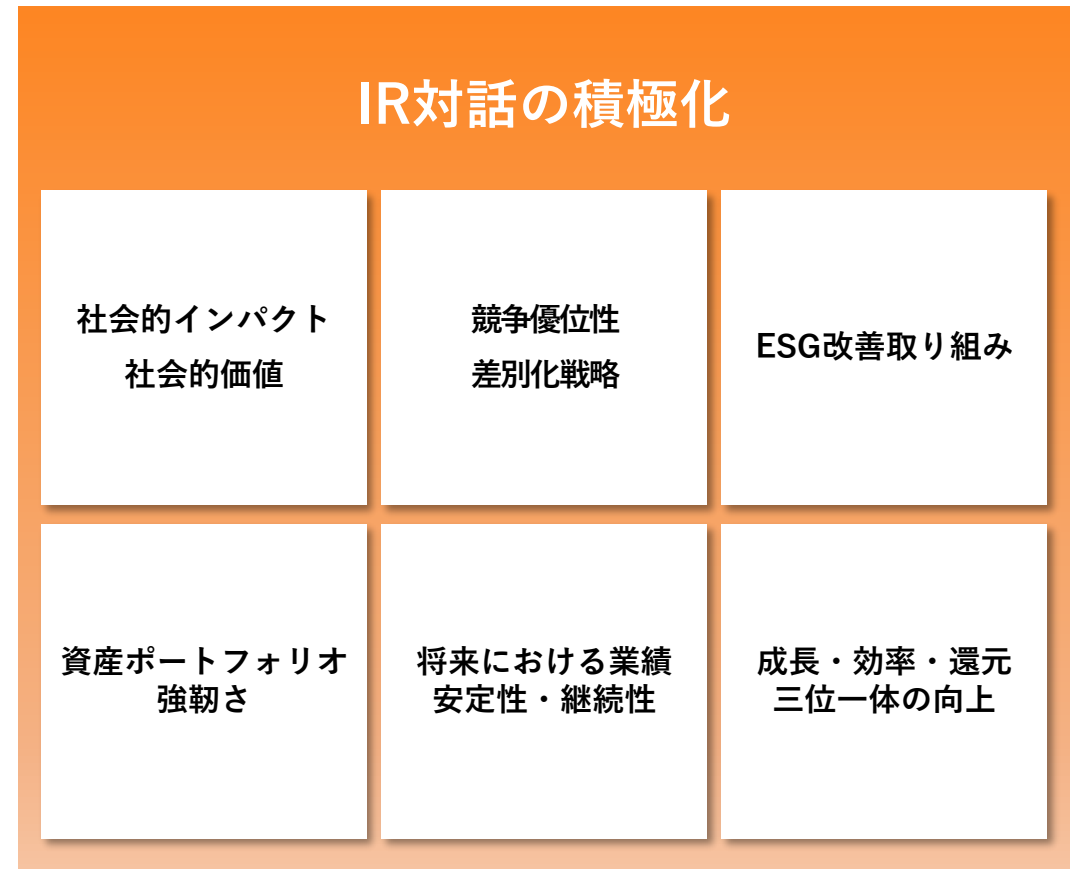 IR対話の積極化
社会的インパクト
社会的価値
競争優位性
差別化戦略
ESG改善取り組み
資産ポートフォリオ
強靭さ
将来における業績
安定性・継続性
成長・効率・還元
三位一体の向上